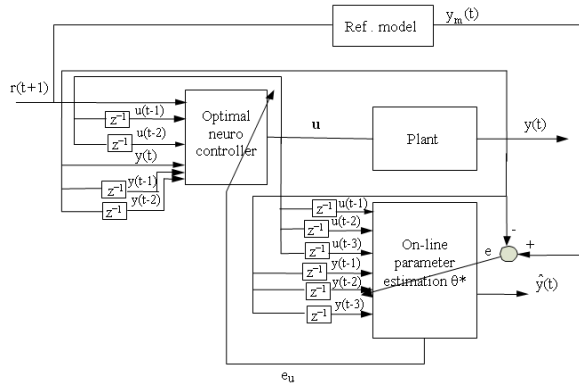 Ref . model
y_m(t)
r(t+1)
z⁻¹
u(t-1)
z⁻¹
u(t-2)
y(t)
z⁻¹
y(t-1)
z⁻¹
y(t-2)
Optimal
neuro
controller
u
Plant
y(t)
z⁻¹
u(t-1)
z⁻¹
u(t-2)
z⁻¹
u(t-3)
z⁻¹
y(t-1)
z⁻¹
y(t-2)
z⁻¹
y(t-3)
On-line
parameter
estimation θ*
e
-
+
ŷ(t)
e_u